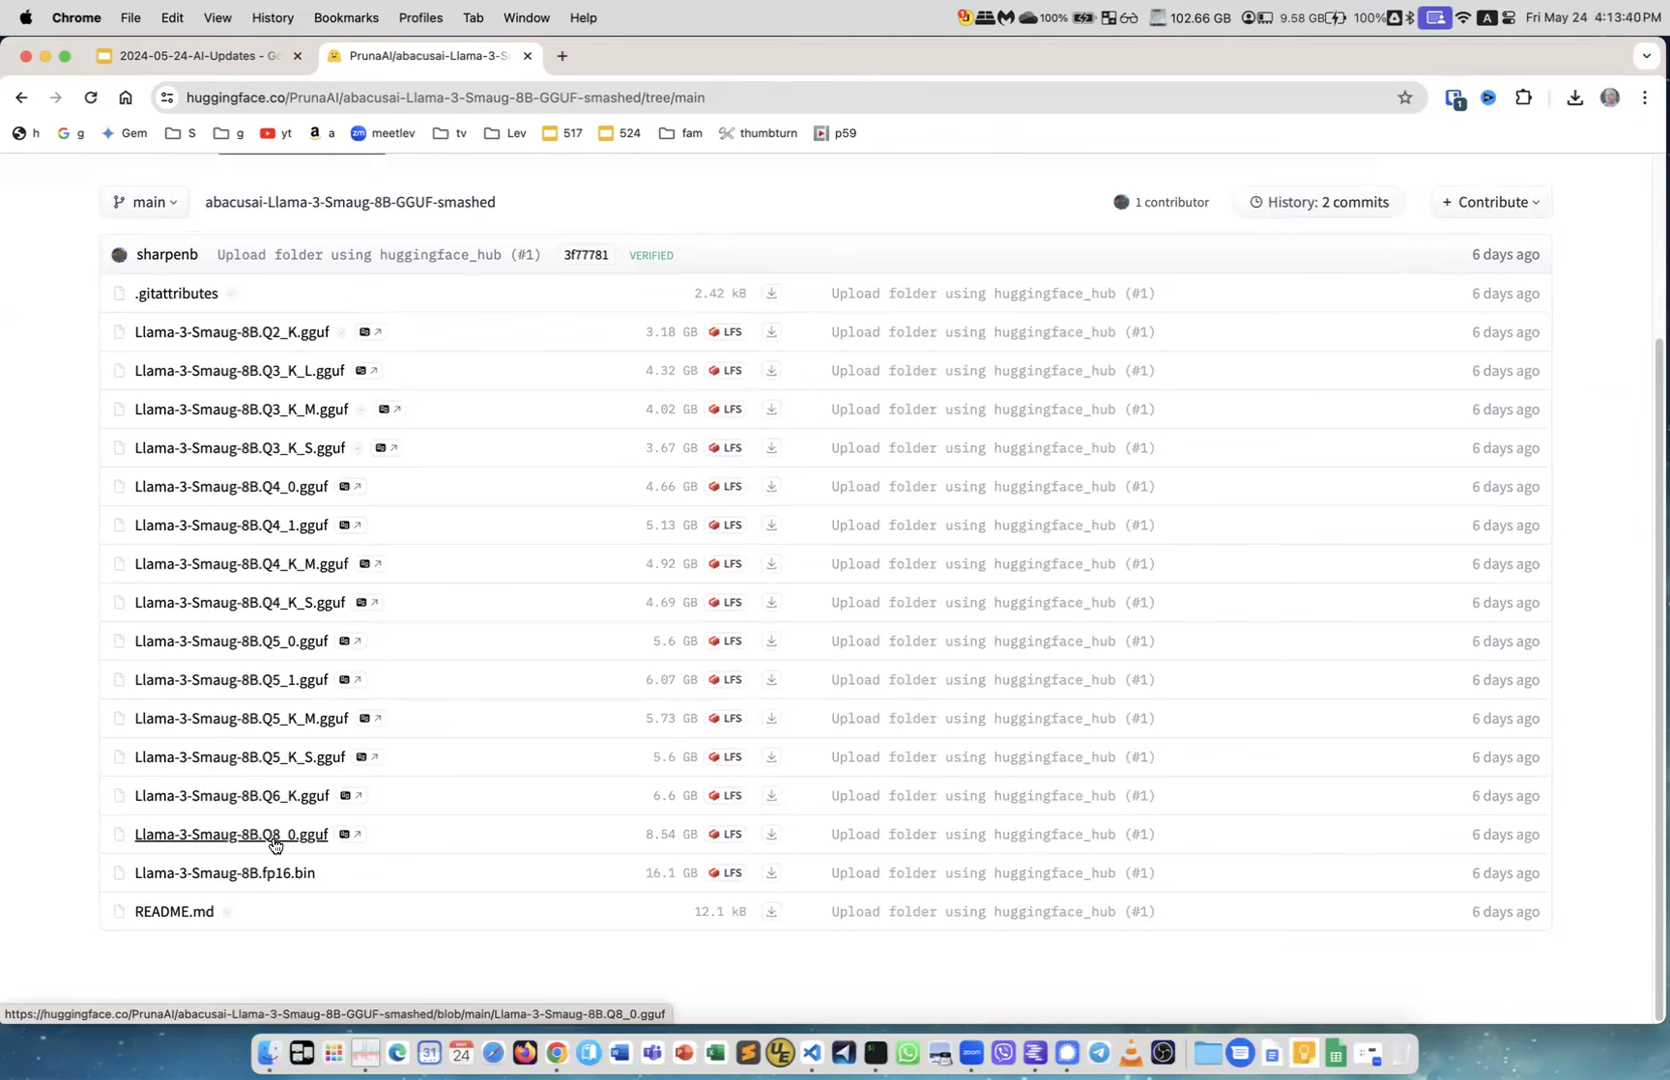 Chrome File Edit View History Bookmarks Profiles Tab Window Help 100% 102.66 GB 9.58 GB 100% A Fri May 24 4:13:40 PM
2024-05-24-AI-Updates - Go PrunaAI/abacusai-Llama-3-S
huggingface.co/PrunaAI/abacusai-Llama-3-Smaug-8B-GGUF-smashed/tree/main
h g Gem S g yt a meetlev tv Lev 517 524 fam thumbturn p59
main abacusai-Llama-3-Smaug-8B-GGUF-smashed 1 contributor History: 2 commits + Contribute
sharpenb Upload folder using huggingface_hub (#1) 3f77781 VERIFIED 6 days ago
.gitattributes 2.42 kB Upload folder using huggingface_hub (#1) 6 days ago
Llama-3-Smaug-8B.Q2_K.gguf 3.18 GB LFS Upload folder using huggingface_hub (#1) 6 days ago
Llama-3-Smaug-8B.Q3_K_L.gguf 4.32 GB LFS Upload folder using huggingface_hub (#1) 6 days ago
Llama-3-Smaug-8B.Q3_K_M.gguf 4.02 GB LFS Upload folder using huggingface_hub (#1) 6 days ago
Llama-3-Smaug-8B.Q3_K_S.gguf 3.67 GB LFS Upload folder using huggingface_hub (#1) 6 days ago
Llama-3-Smaug-8B.Q4_0.gguf 4.66 GB LFS Upload folder using huggingface_hub (#1) 6 days ago
Llama-3-Smaug-8B.Q4_1.gguf 5.13 GB LFS Upload folder using huggingface_hub (#1) 6 days ago
Llama-3-Smaug-8B.Q4_K_M.gguf 4.92 GB LFS Upload folder using huggingface_hub (#1) 6 days ago
Llama-3-Smaug-8B.Q4_K_S.gguf 4.69 GB LFS Upload folder using huggingface_hub (#1) 6 days ago
Llama-3-Smaug-8B.Q5_0.gguf 5.6 GB LFS Upload folder using huggingface_hub (#1) 6 days ago
Llama-3-Smaug-8B.Q5_1.gguf 6.07 GB LFS Upload folder using huggingface_hub (#1) 6 days ago
Llama-3-Smaug-8B.Q5_K_M.gguf 5.73 GB LFS Upload folder using huggingface_hub (#1) 6 days ago
Llama-3-Smaug-8B.Q5_K_S.gguf 5.6 GB LFS Upload folder using huggingface_hub (#1) 6 days ago
Llama-3-Smaug-8B.Q6_K.gguf 6.6 GB LFS Upload folder using huggingface_hub (#1) 6 days ago
Llama-3-Smaug-8B.Q8_0.gguf 8.54 GB LFS Upload folder using huggingface_hub (#1) 6 days ago
Llama-3-Smaug-8B.fp16.bin 16.1 GB LFS Upload folder using huggingface_hub (#1) 6 days ago
README.md 12.1 kB Upload folder using huggingface_hub (#1) 6 days ago
https://huggingface.co/PrunaAI/abacusai-Llama-3-Smaug-8B-GGUF-smashed/blob/main/Llama-3-Smaug-8B.Q8_0.gguf